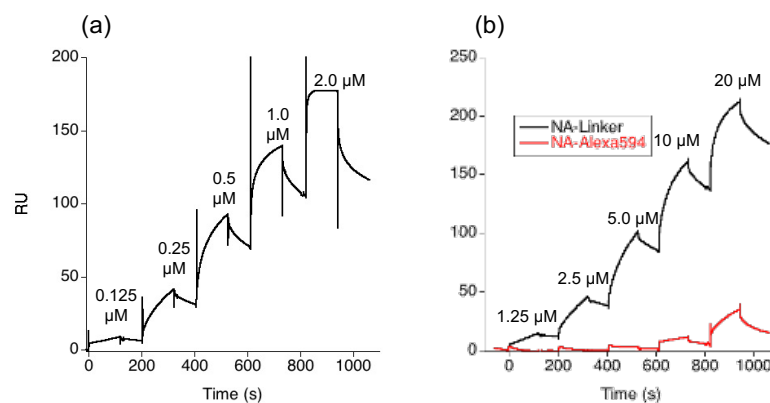 (a)
200
150
100
50
0
RU
0.125
µM
0.25
µM
0.5
µM
1.0
µM
2.0 µM
0 200 400 600 800 1000
Time (s)
(b)
250
200
150
100
50
0
NA-Linker
NA-Alexa594
1.25 µM
2.5 µM
5.0 µM
10 µM
20 µM
0 200 400 600 800 1000
Time (s)